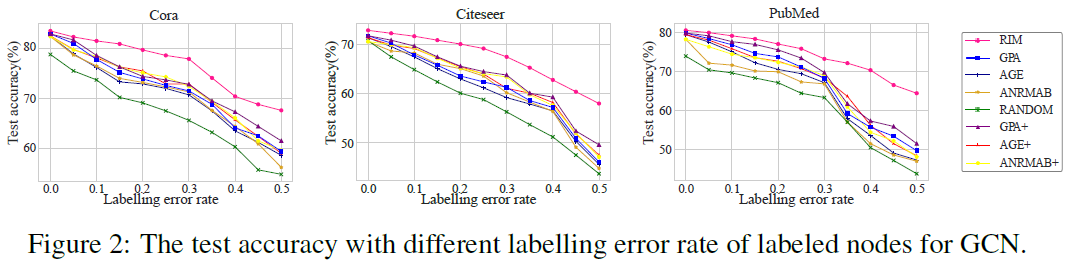 Cora
Test accuracy(%)
80
70
60
0.0 0.1 0.2 0.3 0.4 0.5
Labelling error rate
Citeseer
Test accuracy(%)
70
60
50
0.0 0.1 0.2 0.3 0.4 0.5
Labelling error rate
PubMed
Test accuracy(%)
80
70
60
50
0.0 0.1 0.2 0.3 0.4 0.5
Labelling error rate
RIM
GPA
AGE
ANRMAB
RANDOM
GPA+
AGE+
ANRMAB+
Figure 2: The test accuracy with different labelling error rate of labeled nodes for GCN.